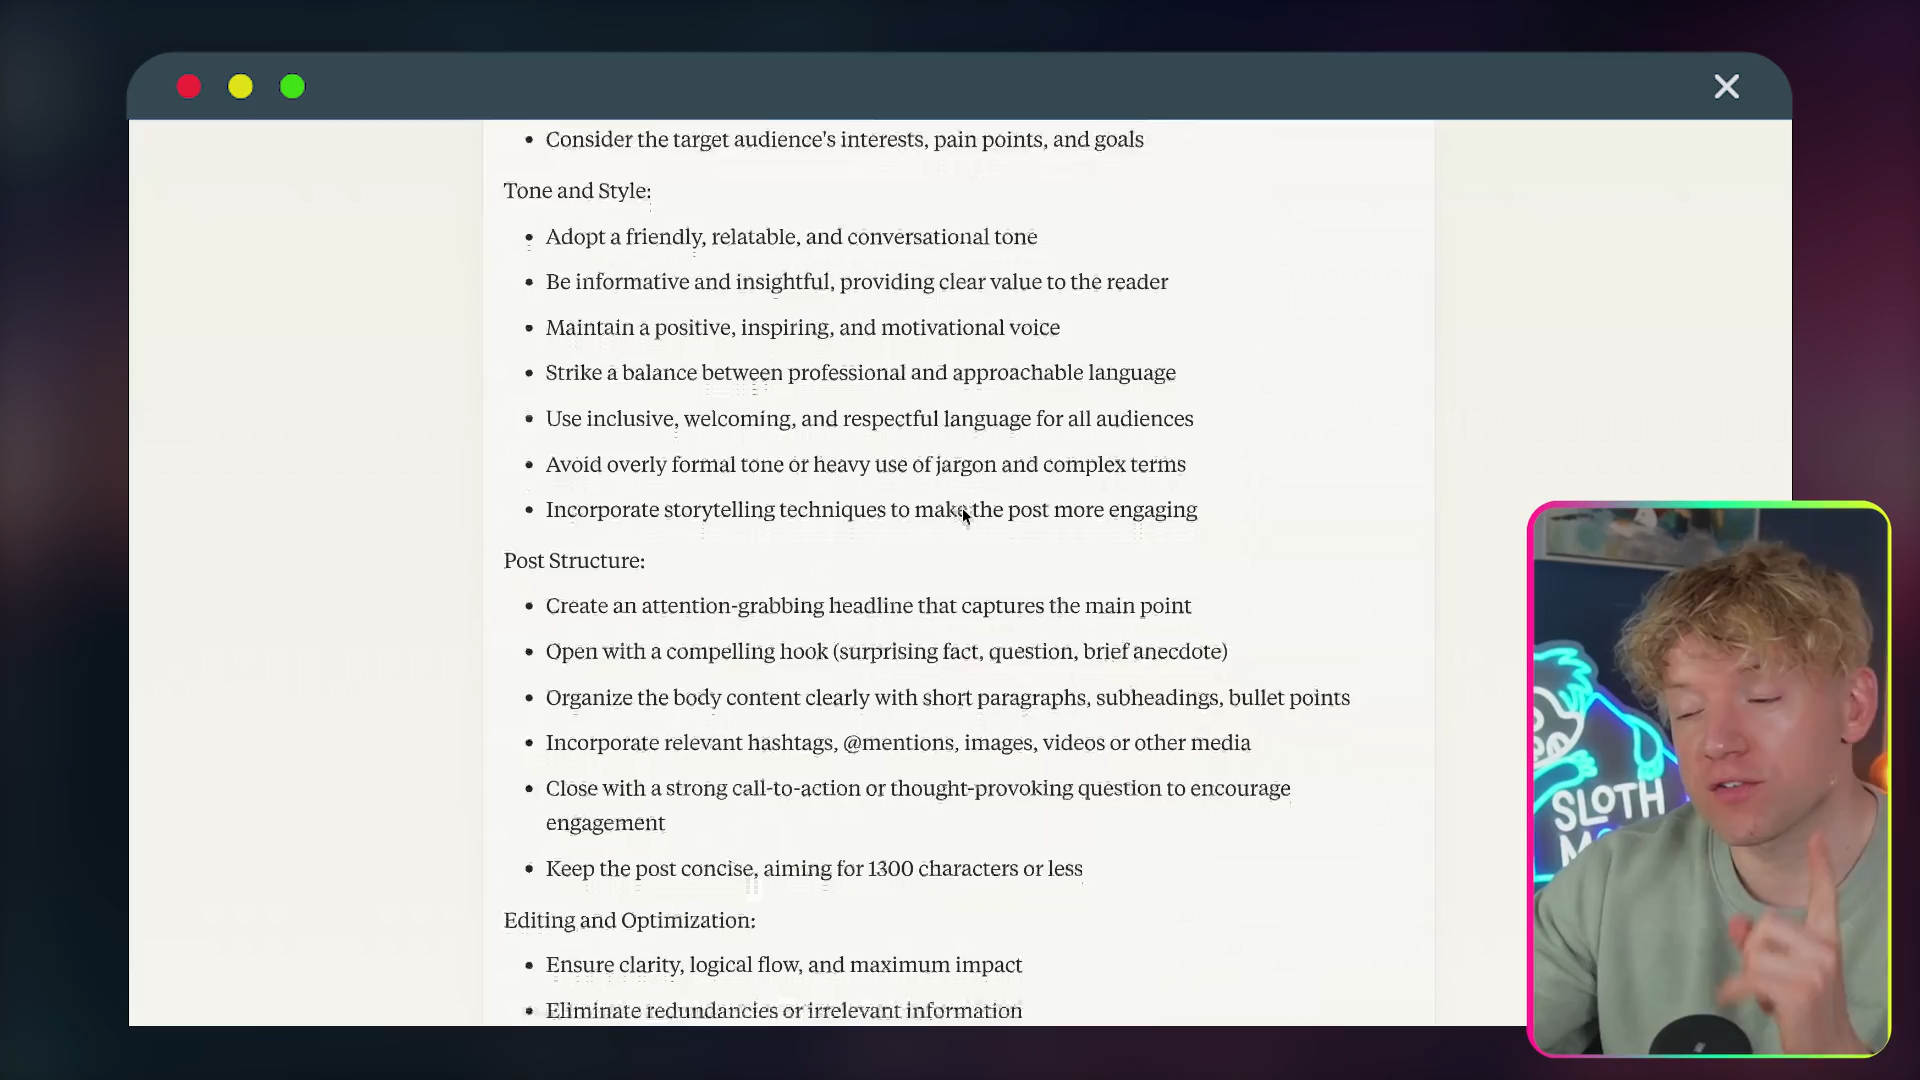 • Consider the target audience's interests, pain points, and goals
Tone and Style:
• Adopt a friendly, relatable, and conversational tone
• Be informative and insightful, providing clear value to the reader
• Maintain a positive, inspiring, and motivational voice
• Strike a balance between professional and approachable language
• Use inclusive, welcoming, and respectful language for all audiences
• Avoid overly formal tone or heavy use of jargon and complex terms
• Incorporate storytelling techniques to make the post more engaging
Post Structure:
• Create an attention-grabbing headline that captures the main point
• Open with a compelling hook (surprising fact, question, brief anecdote)
• Organize the body content clearly with short paragraphs, subheadings, bullet points
• Incorporate relevant hashtags, @mentions, images, videos or other media
• Close with a strong call-to-action or thought-provoking question to encourage
engagement
• Keep the post concise, aiming for 1300 characters or less
Editing and Optimization:
• Ensure clarity, logical flow, and maximum impact
• Eliminate redundancies or irrelevant information
SLOTH